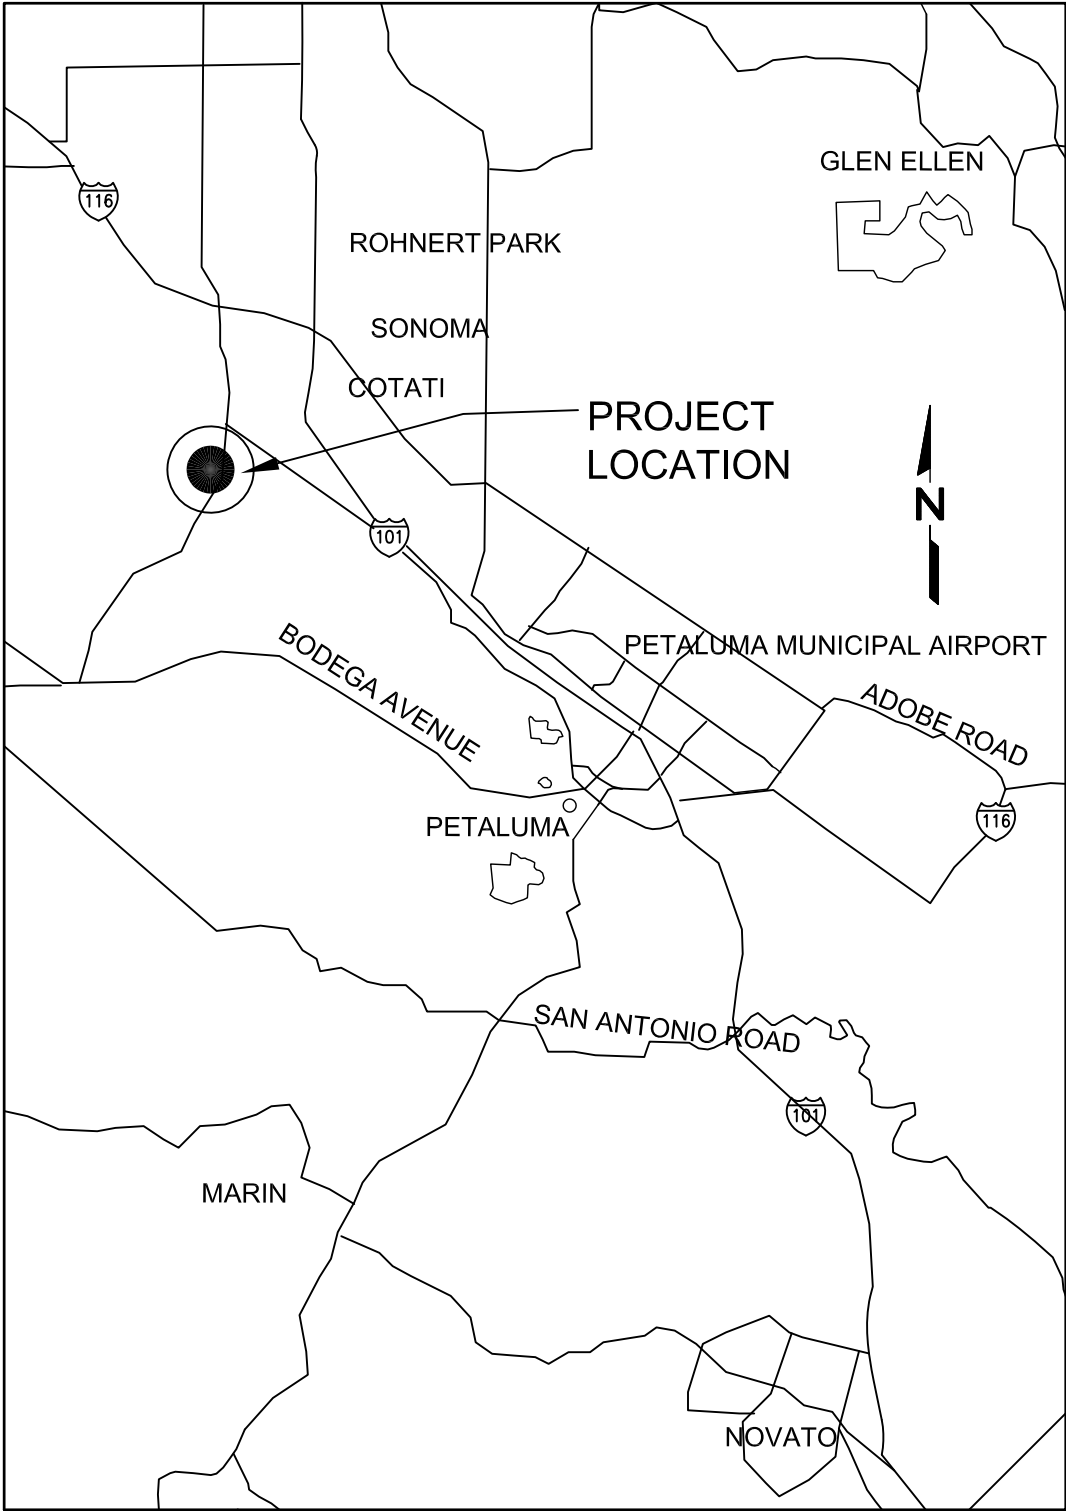 GLEN ELLEN
116
ROHNERT PARK
SONOMA
COTATI
PROJECT
LOCATION
N
101
BODEGA AVENUE
PETALUMA MUNICIPAL AIRPORT
ADOBE ROAD
116
PETALUMA
SAN ANTONIO ROAD
101
MARIN
NOVATO